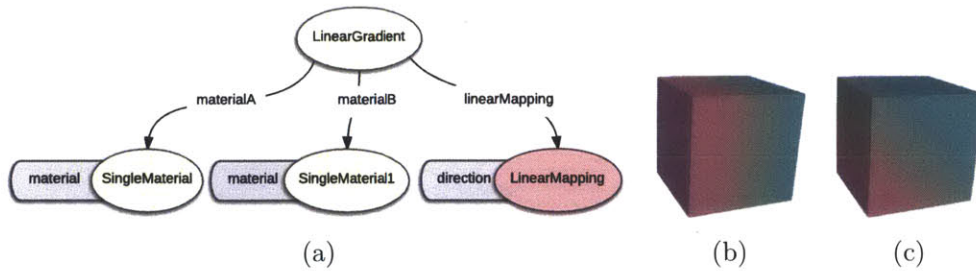 LinearGradient
materialA materialB linearMapping
material SingleMaterial material SingleMaterial1 direction LinearMapping
(a) (b) (c)